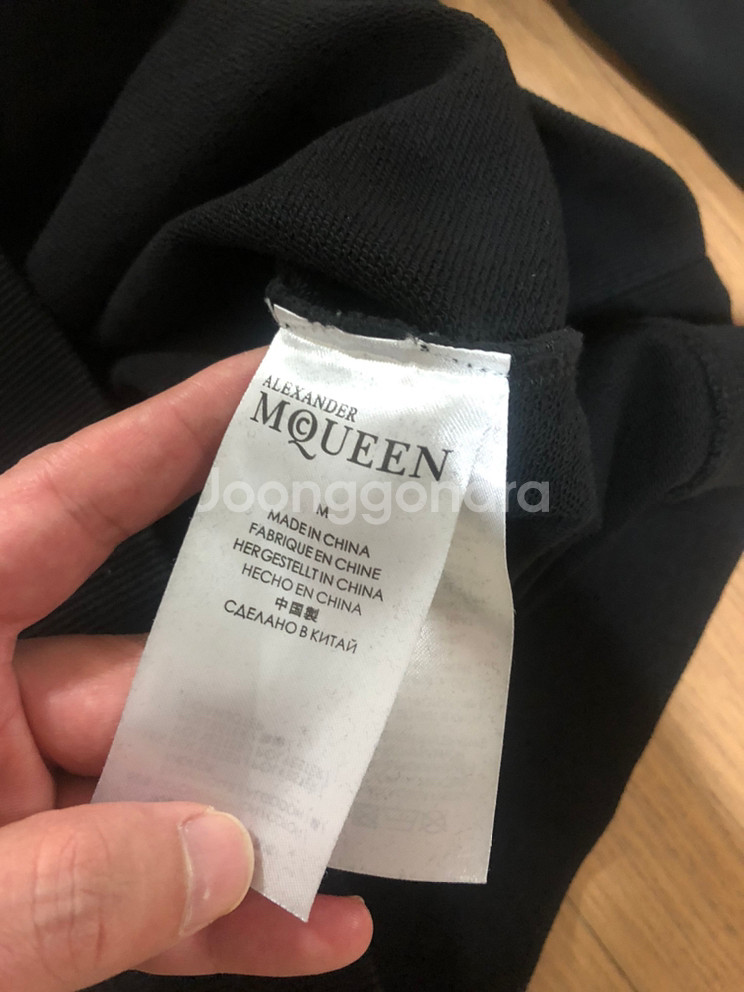 ALEXANDER
McQUEEN
Joonggonara
M
MADE IN CHINA
FABRIQUE EN CHINE
HERGESTELLT IN CHINA
HECHO EN CHINA
中国製
СДЕЛАНО В КИТАЙ